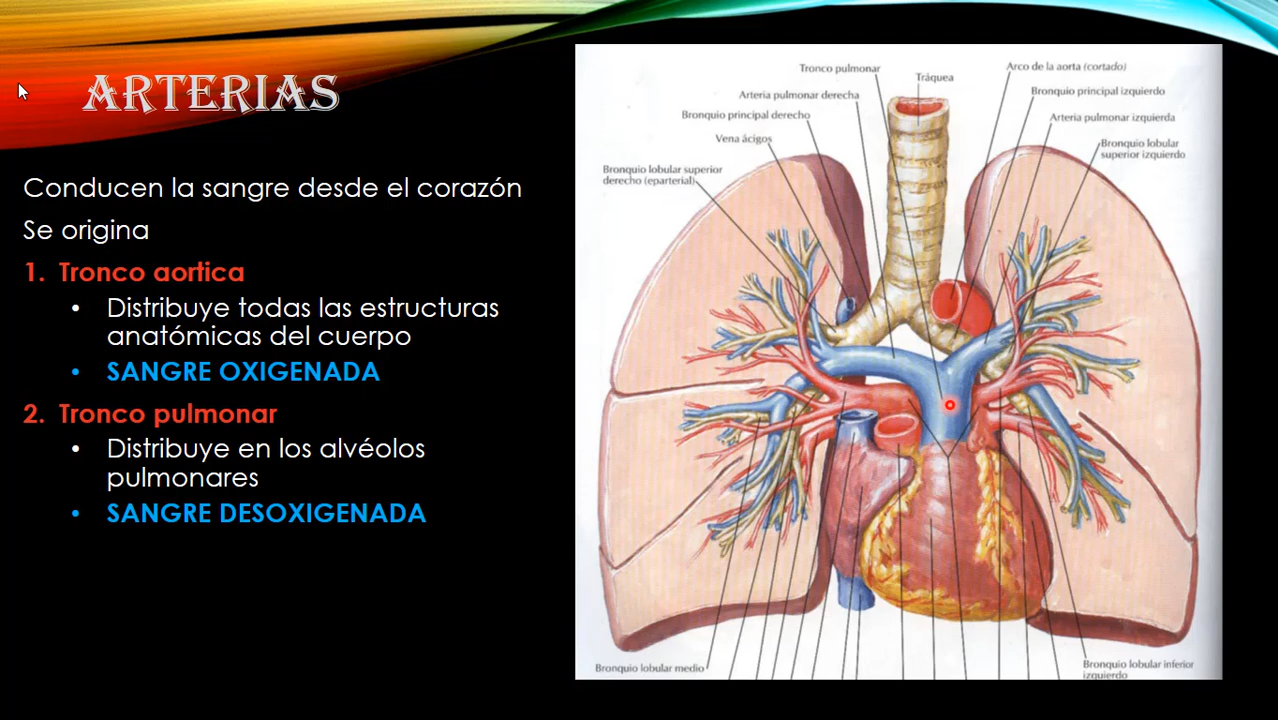 ARTERIAS
Conducen la sangre desde el corazón
Se origina
1. Tronco aortica
• Distribuye todas las estructuras
anatómicas del cuerpo
• SANGRE OXIGENADA
2. Tronco pulmonar
• Distribuye en los alvéolos
pulmonares
• SANGRE DESOXIGENADA
Tronco pulmonar
Tráquea
Arco de la aorta (cortado)
Arteria pulmonar derecha
Bronquio principal izquierdo
Bronquio principal derecho
Arteria pulmonar izquierda
Vena ácigos
Bronquio lobular
superior izquierdo
Bronquio lobular superior
derecho (eparterial)
Bronquio lobular medio
Bronquio lobular inferior
izquierdo